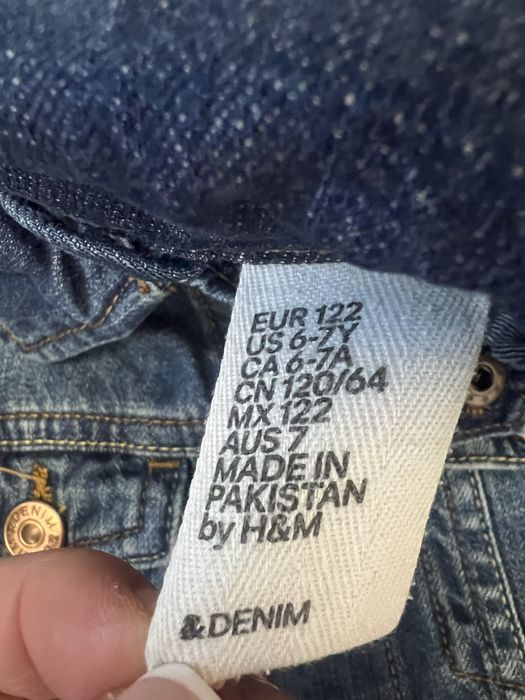 EUR 122
US 6-7Y
CA 6-7A
CN 120/64
MX 122
AUS 7
MADE IN
PAKISTAN
by H&M
&DENIM
DENIM